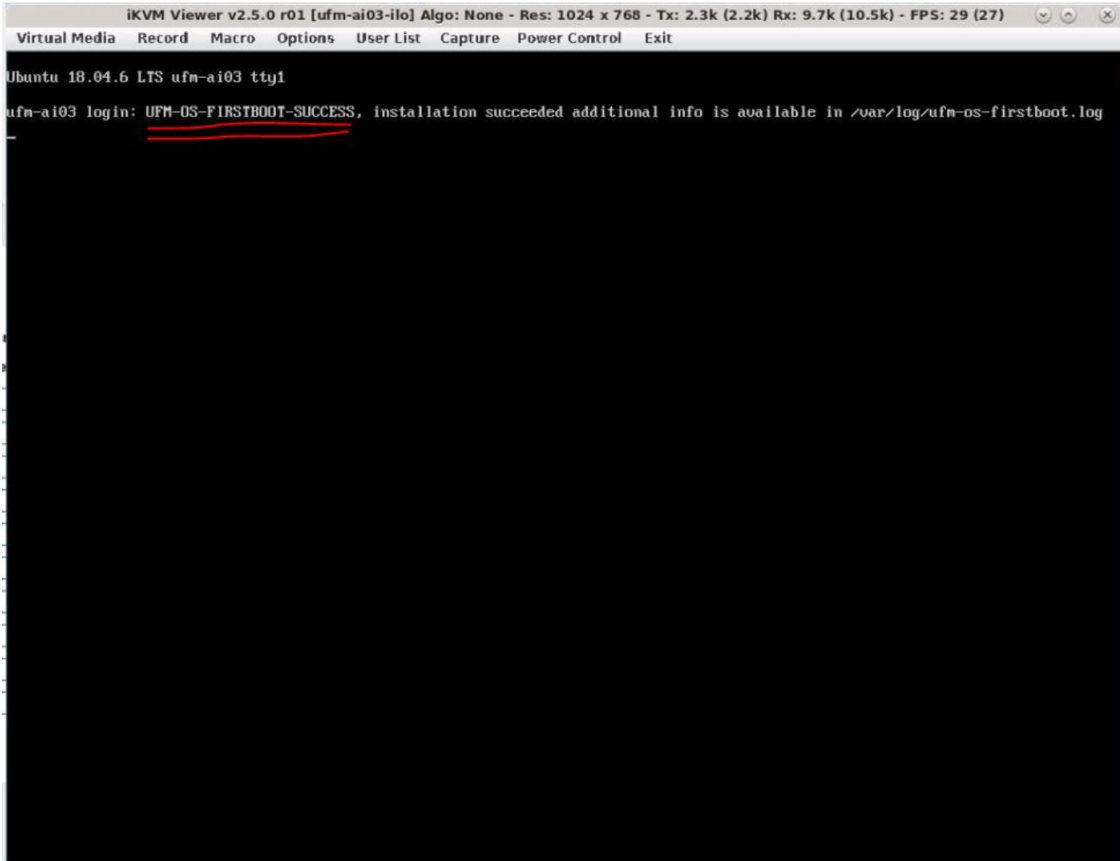 iKVM Viewer v2.5.0 r01 [ufm-ai03-ilo] Algo: None - Res: 1024 x 768 - Tx: 2.3k (2.2k) Rx: 9.7k (10.5k) - FPS: 29 (27)
Virtual Media Record Macro Options User List Capture Power Control Exit
Ubuntu 18.04.6 LTS ufm-ai03 tty1
ufm-ai03 login: UFM-OS-FIRSTBOOT-SUCCESS, installation succeeded additional info is available in /var/log/ufm-os-firstboot.log